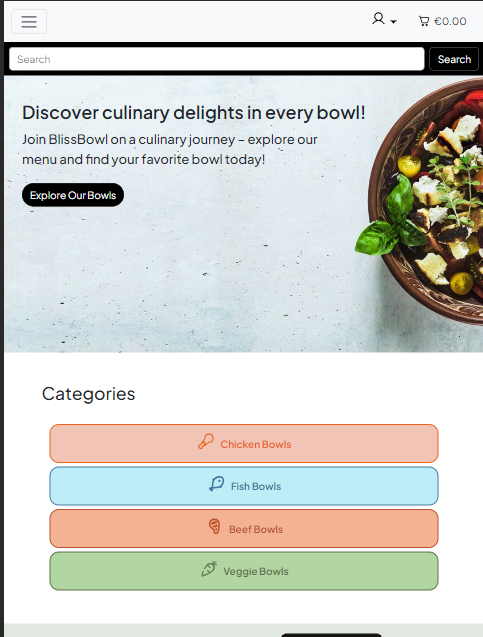 €0.00
Search
Search
Discover culinary delights in every bowl!
Join BlissBowl on a culinary journey – explore our
menu and find your favorite bowl today!
Explore Our Bowls
Categories
Chicken Bowls
Fish Bowls
Beef Bowls
Veggie Bowls